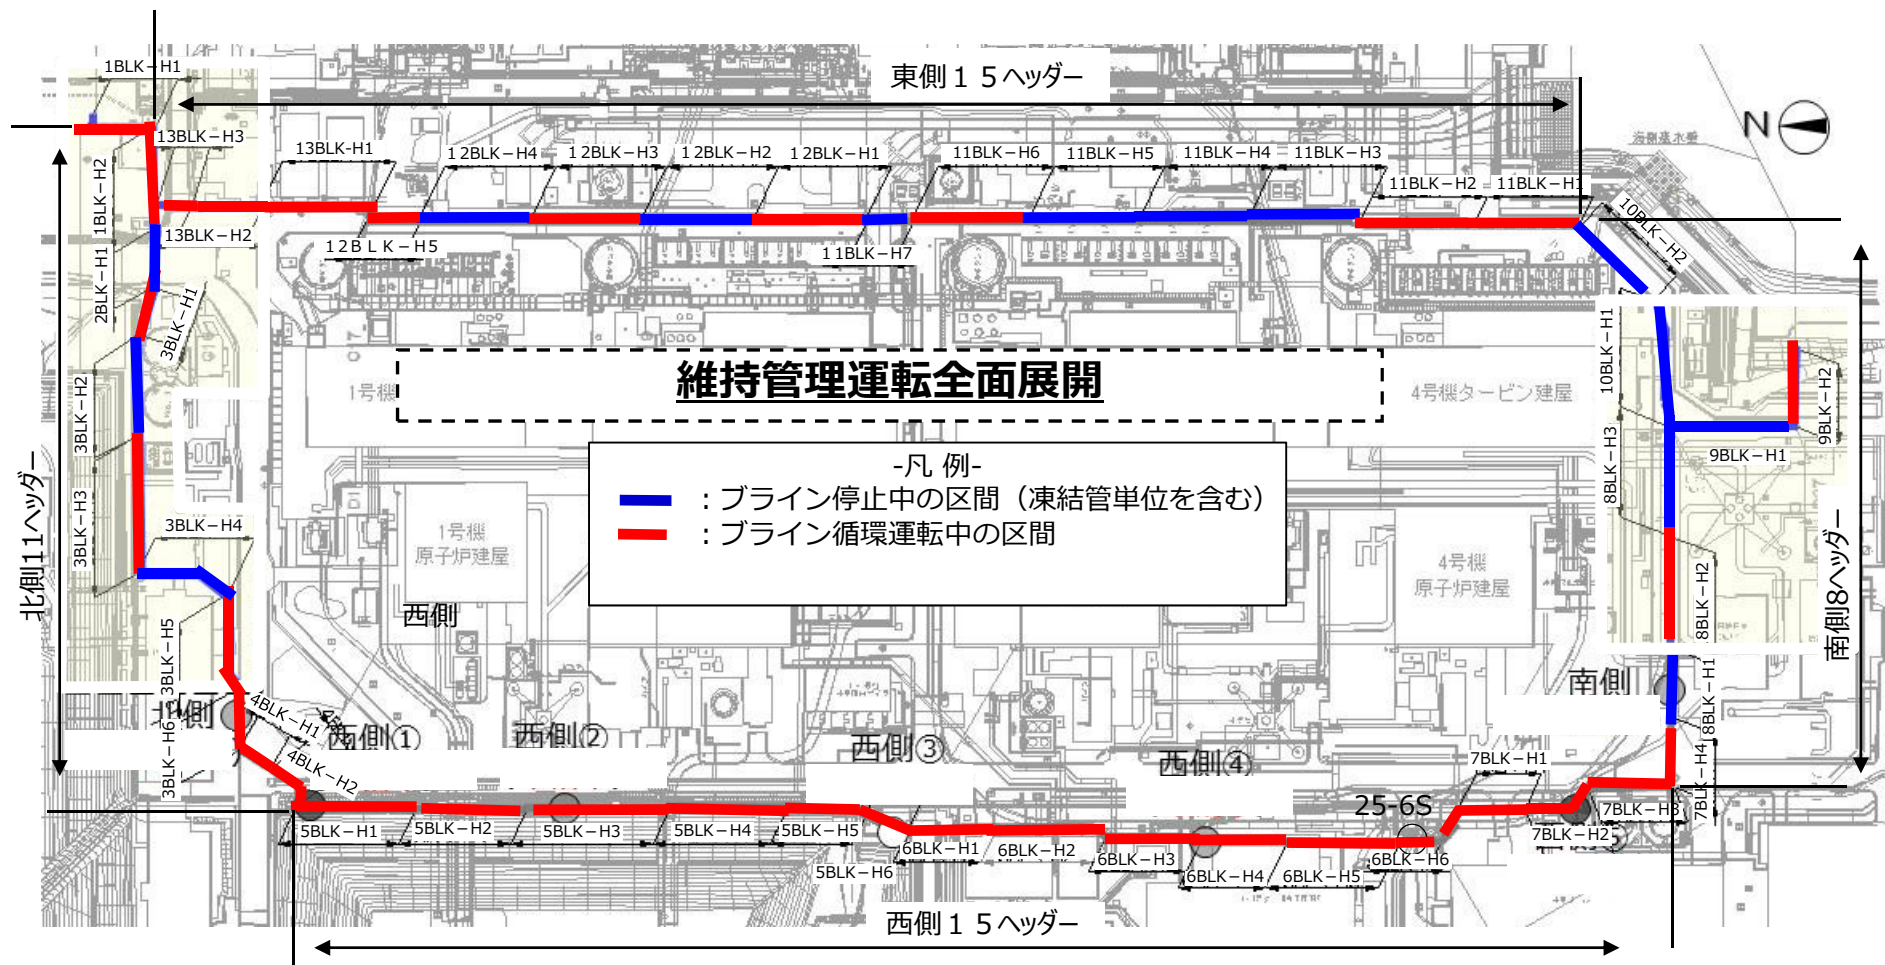 1BLK-H1
東側１５ヘッダー
N
海側遮水壁
13BLK-H3
13BLK-H1
１２BLK-H4
１２BLK-H3
１２BLK-H2
１２BLK-H1
11BLK-H6
11BLK-H5
11BLK-H4
11BLK-H3
11BLK-H2
11BLK-H1
10BLK-H2
1BLK-H2
13BLK-H2
１２ＢＬＫ-H5
１１BLK-H7
2BLK-H1
3BLK-H1
10BLK-H1
維持管理運転全面展開
1号機
4号機タービン建屋
3BLK-H2
9BLK-H2
9BLK-H1
8BLK-H3
-凡 例-
：ブライン停止中の区間（凍結管単位を含む）
：ブライン循環運転中の区間
3BLK-H3
3BLK-H4
北側11ヘッダー
南側8ヘッダー
1号機
原子炉建屋
4号機
原子炉建屋
8BLK-H2
西側
3BLK-H5
南側
8BLK-H1
北側
4BLK-H1
西側①
西側②
西側③
西側④
3BLK-H6
4BLK-H2
7BLK-H1
7BLK-H4
25-6S
7BLK-H3
5BLK-H1
5BLK-H2
5BLK-H3
5BLK-H4
5BLK-H5
7BLK-H2
6BLK-H1
6BLK-H2
6BLK-H3
6BLK-H6
5BLK-H6
6BLK-H4
6BLK-H5
西側１５ヘッダー